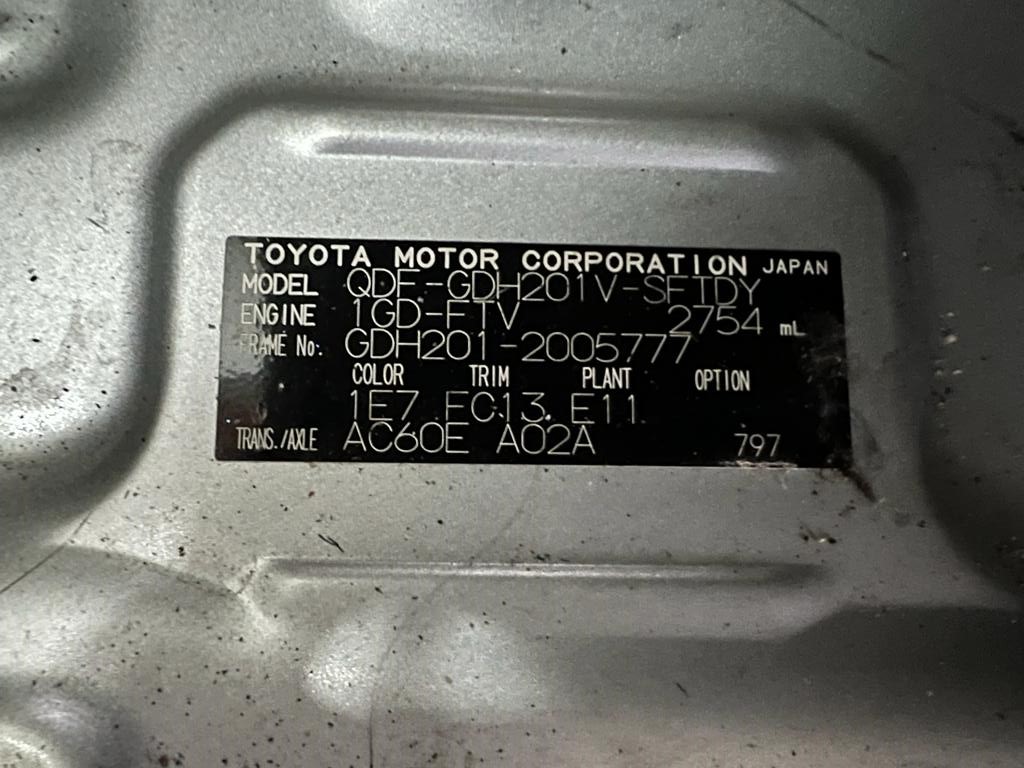 TOYOTA MOTOR CORPORATION JAPAN
MODEL QDF-GDH201V-SFTDY
ENGINE 1GD-FTV 2754 mL
FRAME No. GDH201-2005777
COLOR TRIM PLANT OPTION
1E7 FC13 E11
TRANS./AXLE AC60E A02A 797